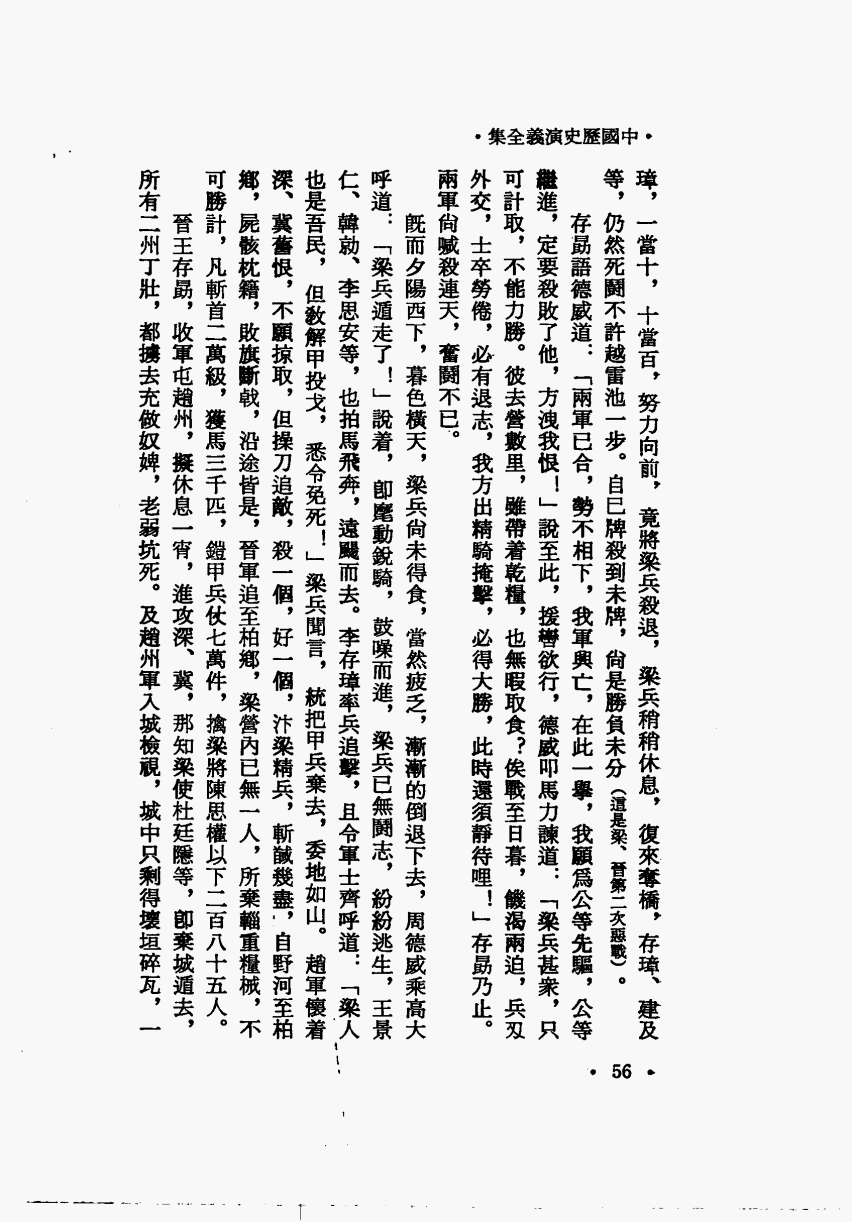 •中國歷史演義全集•
璋，一當十，十當百，努力向前，竟將梁兵殺退，梁兵稍稍休息，復來奪橋，存璋、建及
等，仍然死鬭不許越雷池一步。自已牌殺到未牌，尙是勝負未分（這是梁、晉第二次惡戰）。
存勗語德威道：「兩軍已合，勢不相下，我軍興亡，在此一舉，我願爲公等先驅，公等
繼進，定要殺敗了他，方洩我恨！」說至此，援轡欲行，德威叩馬力諫道：「梁兵甚衆，只
可計取，不能力勝。彼去營數里，雖帶着乾糧，也無暇取食？俟戰至日暮，饑渴兩迫，兵刃
外交，士卒勞倦，必有退志，我方出精騎掩擊，必得大勝，此時還須靜待哩！」存勗乃止。
兩軍尙喊殺連天，奮鬭不已。
旣而夕陽西下，暮色橫天，梁兵尙未得食，當然疲乏，漸漸的倒退下去，周德威乘高大
呼道：「梁兵遁走了！」說着，卽麾動銳騎，鼓噪而進，梁兵已無鬭志，紛紛逃生，王景
仁、韓勍、李思安等，也拍馬飛奔，遠颺而去。李存璋率兵追擊，且令軍士齊呼道：「梁人
也是吾民，但敎解甲投戈，悉令免死！」梁兵聞言，統把甲兵棄去，委地如山。趙軍懷着
深、冀舊恨，不願掠取，但操刀追敵，殺一個，好一個，汴梁精兵，斬馘幾盡，自野河至柏
鄉，屍骸枕籍，敗旗斷戟，沿途皆是，晉軍追至柏鄉，梁營內已無一人，所棄輜重糧械，不
可勝計，凡斬首二萬級，獲馬三千匹，鎧甲兵仗七萬件，擒梁將陳思權以下二百八十五人。
晉王存勗，收軍屯趙州，擬休息一宵，進攻深、冀，那知梁使杜廷隱等，卽棄城遁去，
所有二州丁壯，都擄去充做奴婢，老弱坑死。及趙州軍入城檢視，城中只剩得壞垣碎瓦，一
•56•